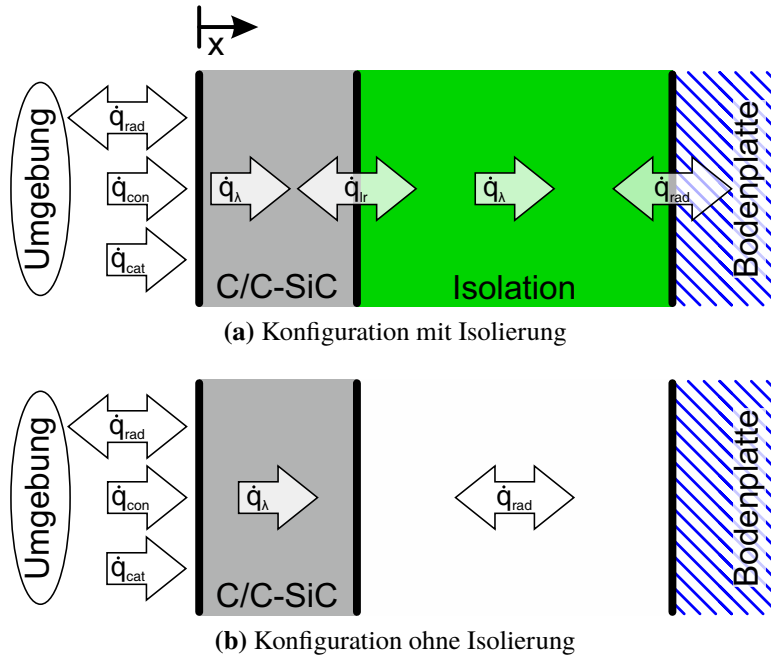 x
Umgebung
q̇rad
q̇con
q̇cat
q̇λ
q̇lr
q̇λ
q̇rad
C/C-SiC
Isolation
Bodenplatte
(a) Konfiguration mit Isolierung
Umgebung
q̇rad
q̇con
q̇cat
q̇λ
q̇rad
C/C-SiC
Bodenplatte
(b) Konfiguration ohne Isolierung